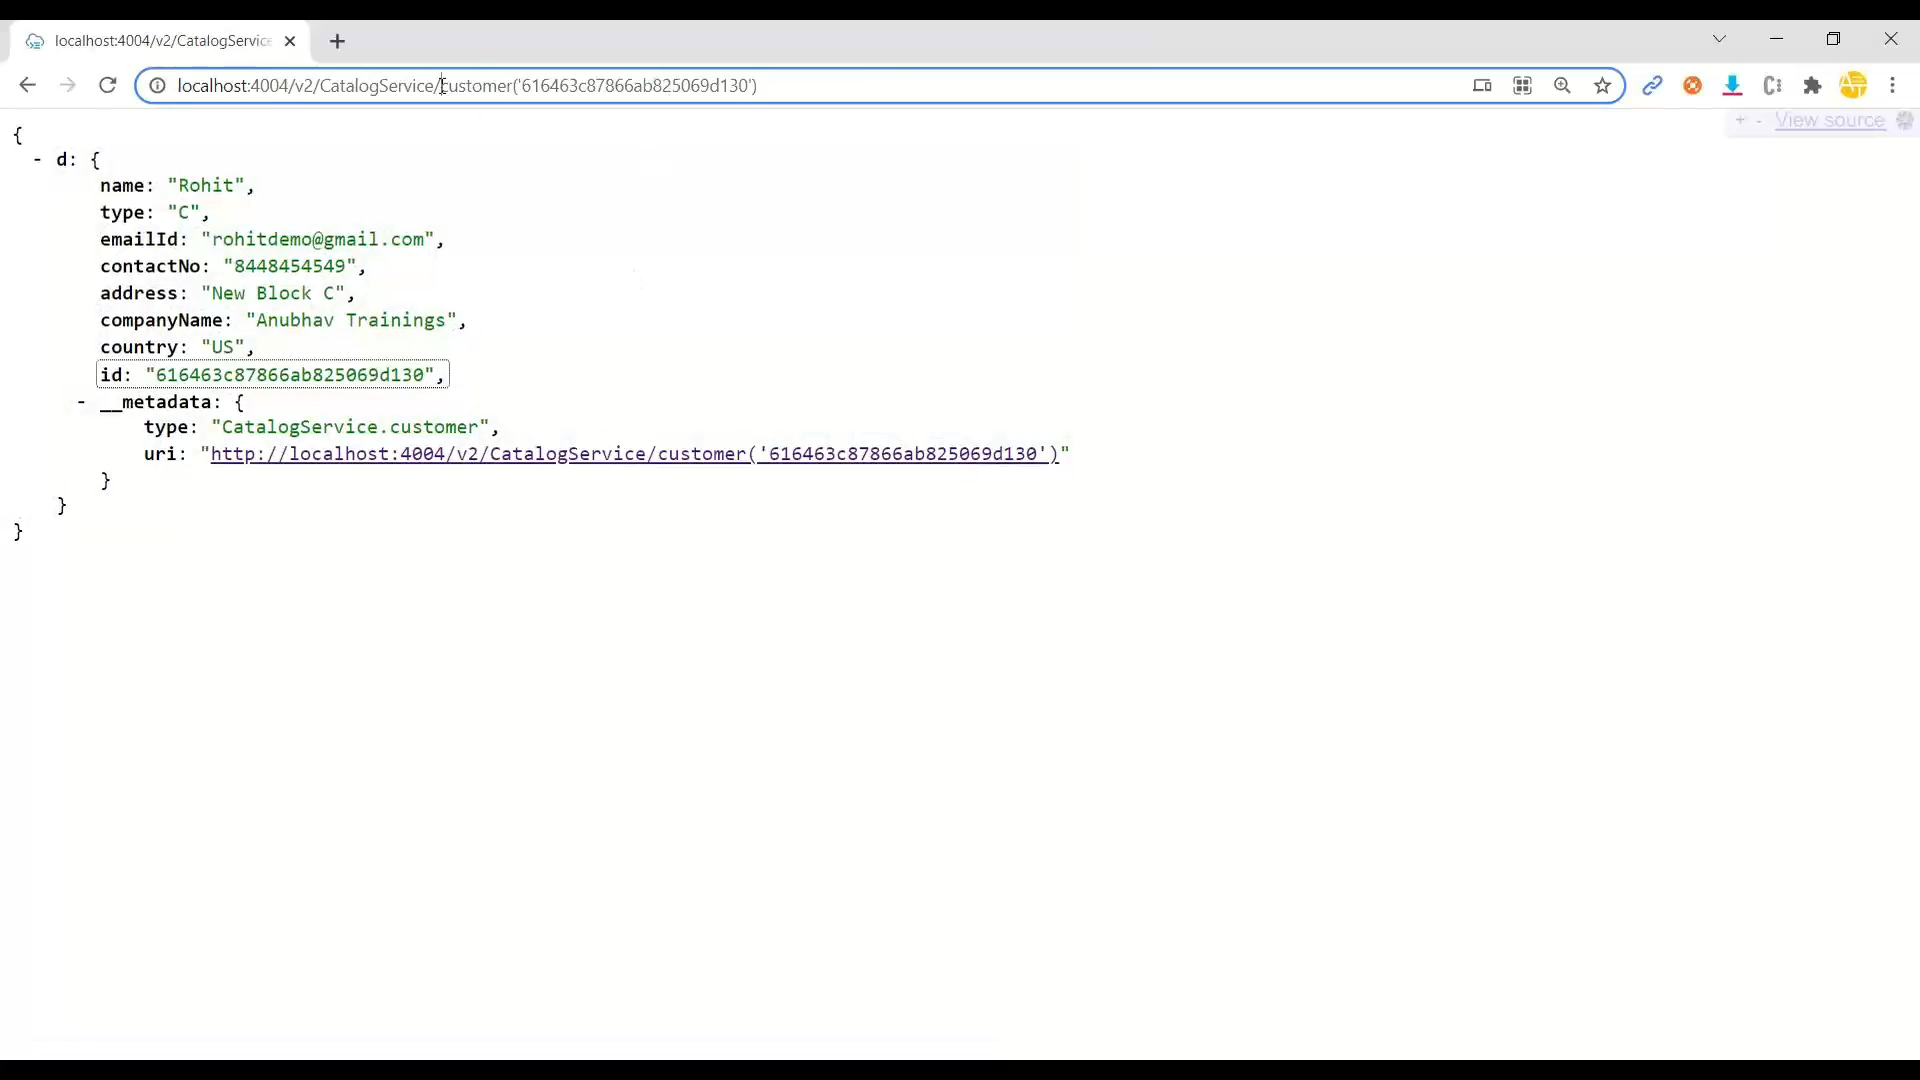 localhost:4004/v2/CatalogService
localhost:4004/v2/CatalogService/customer('616463c87866ab825069d130')
+ - View source
{
- d: {
name: "Rohit",
type: "C",
emailId: "rohitdemo@gmail.com",
contactNo: "8448454549",
address: "New Block C",
companyName: "Anubhav Trainings",
country: "US",
id: "616463c87866ab825069d130",
- __metadata: {
type: "CatalogService.customer",
uri: "http://localhost:4004/v2/CatalogService/customer('616463c87866ab825069d130')"
}
}
}